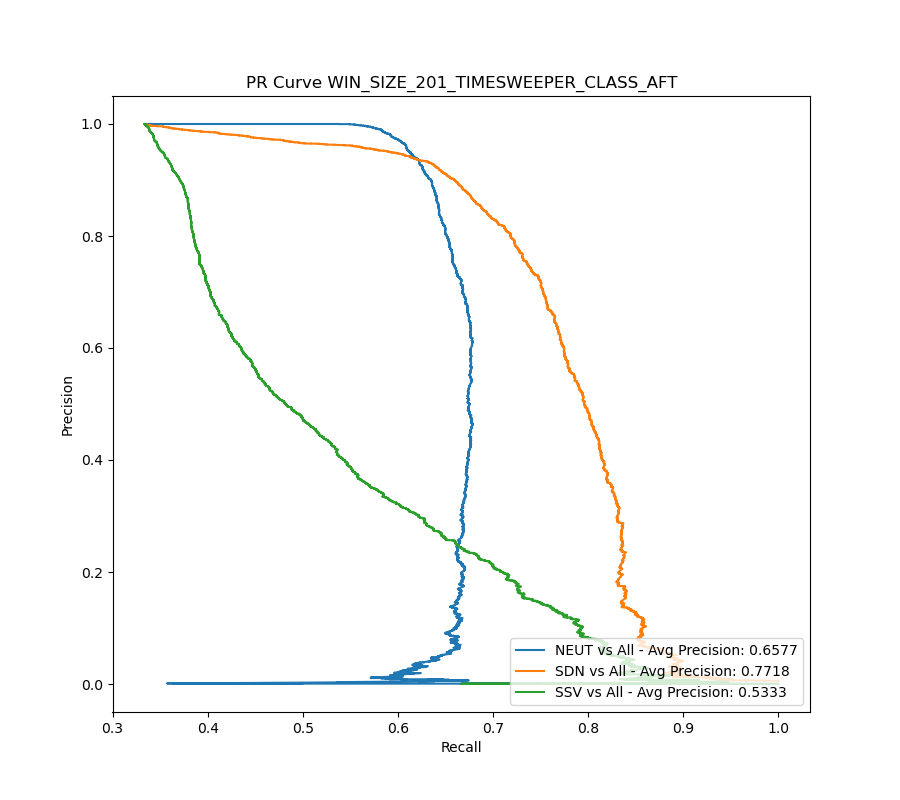 PR Curve WIN_SIZE_201_TIMESWEEPER_CLASS_AFT
Precision
1.0
0.8
0.6
0.4
0.2
0.0
NEUT vs All - Avg Precision: 0.6577
SDN vs All - Avg Precision: 0.7718
SSV vs All - Avg Precision: 0.5333
0.3 0.4 0.5 0.6 0.7 0.8 0.9 1.0
Recall